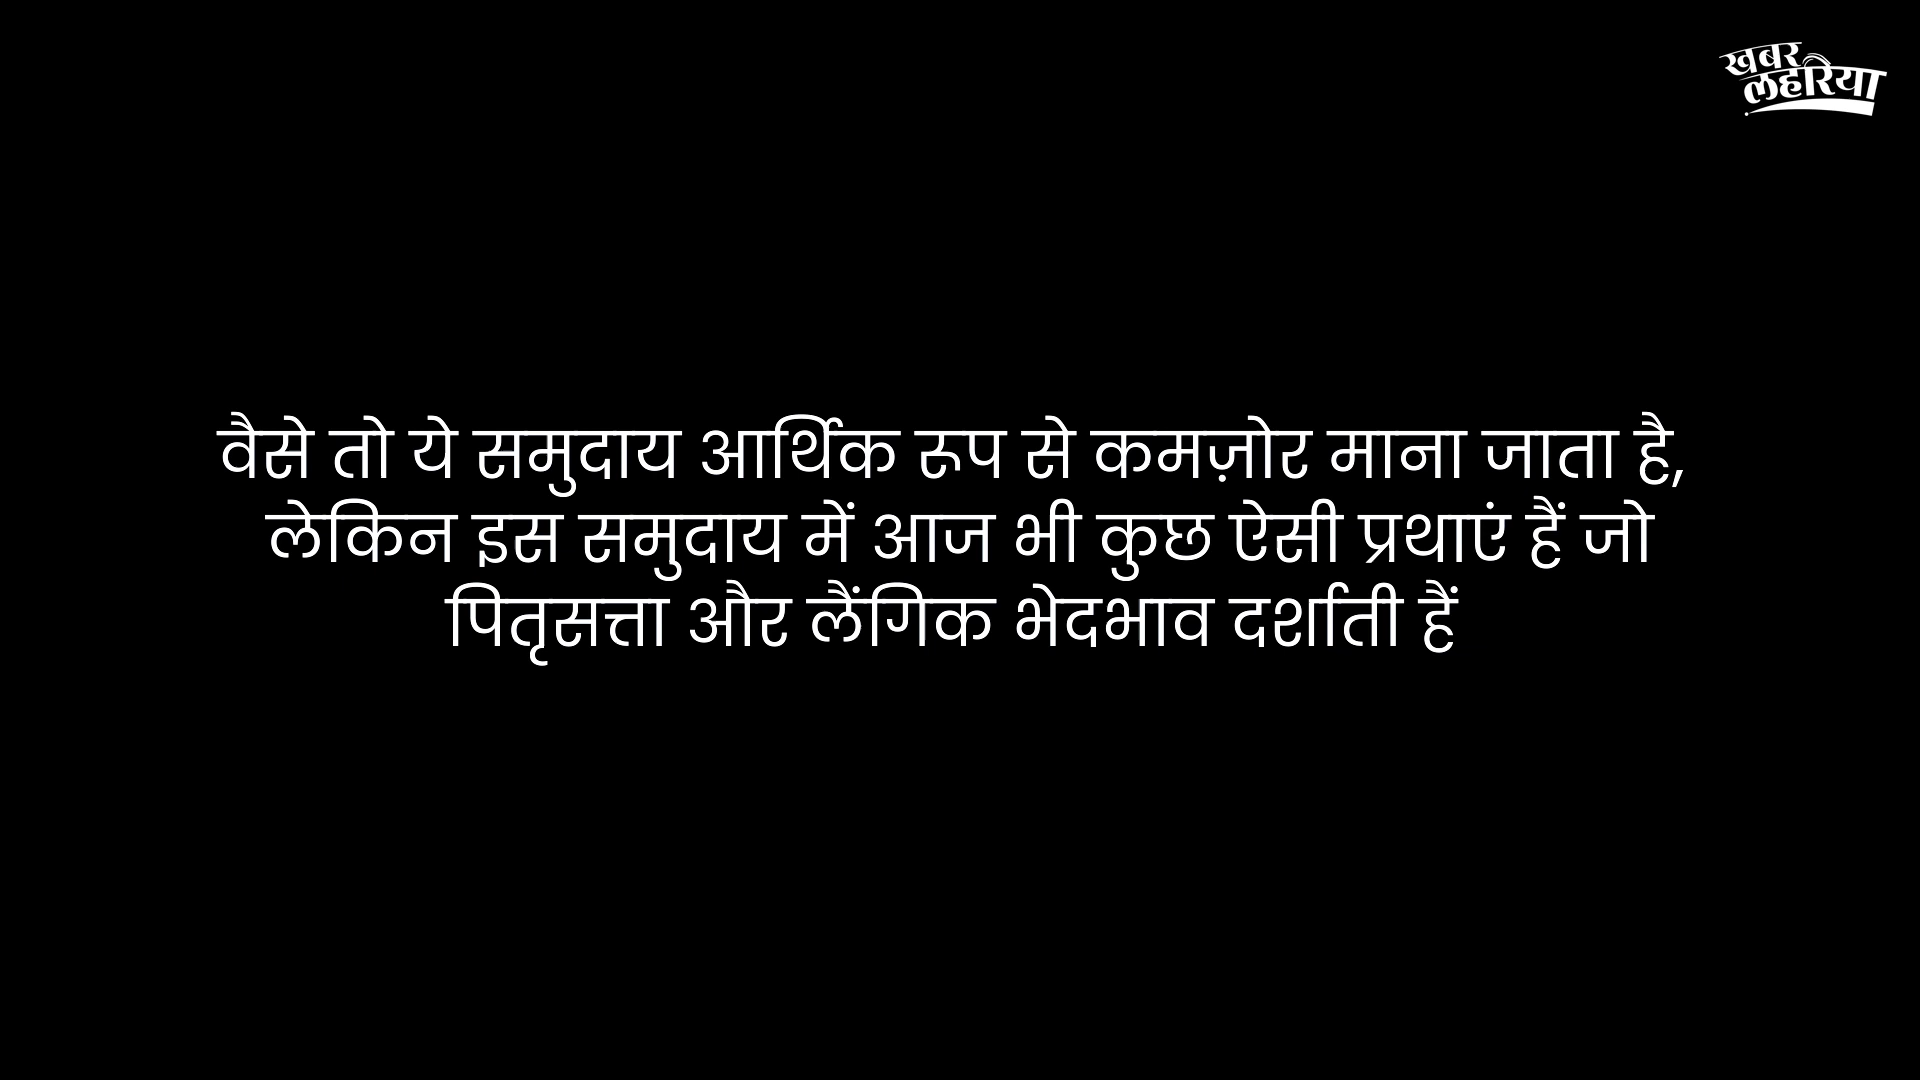 खबर
लहरिया
वैसे तो ये समुदाय आर्थिक रूप से कमज़ोर माना जाता है,
लेकिन इस समुदाय में आज भी कुछ ऐसी प्रथाएं हैं जो
पितृसत्ता और लैंगिक भेदभाव दर्शाती हैं